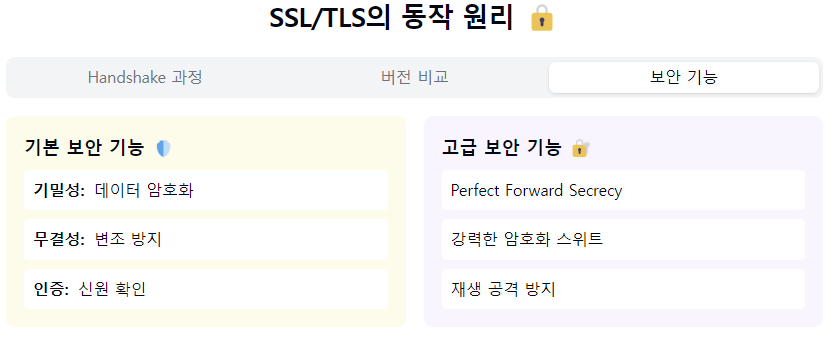 SSL/TLS의 동작 원리 🔒
Handshake 과정
버전 비교
보안 기능
기본 보안 기능 🛡️
기밀성: 데이터 암호화
무결성: 변조 방지
인증: 신원 확인
고급 보안 기능 🔏
Perfect Forward Secrecy
강력한 암호화 스위트
재생 공격 방지